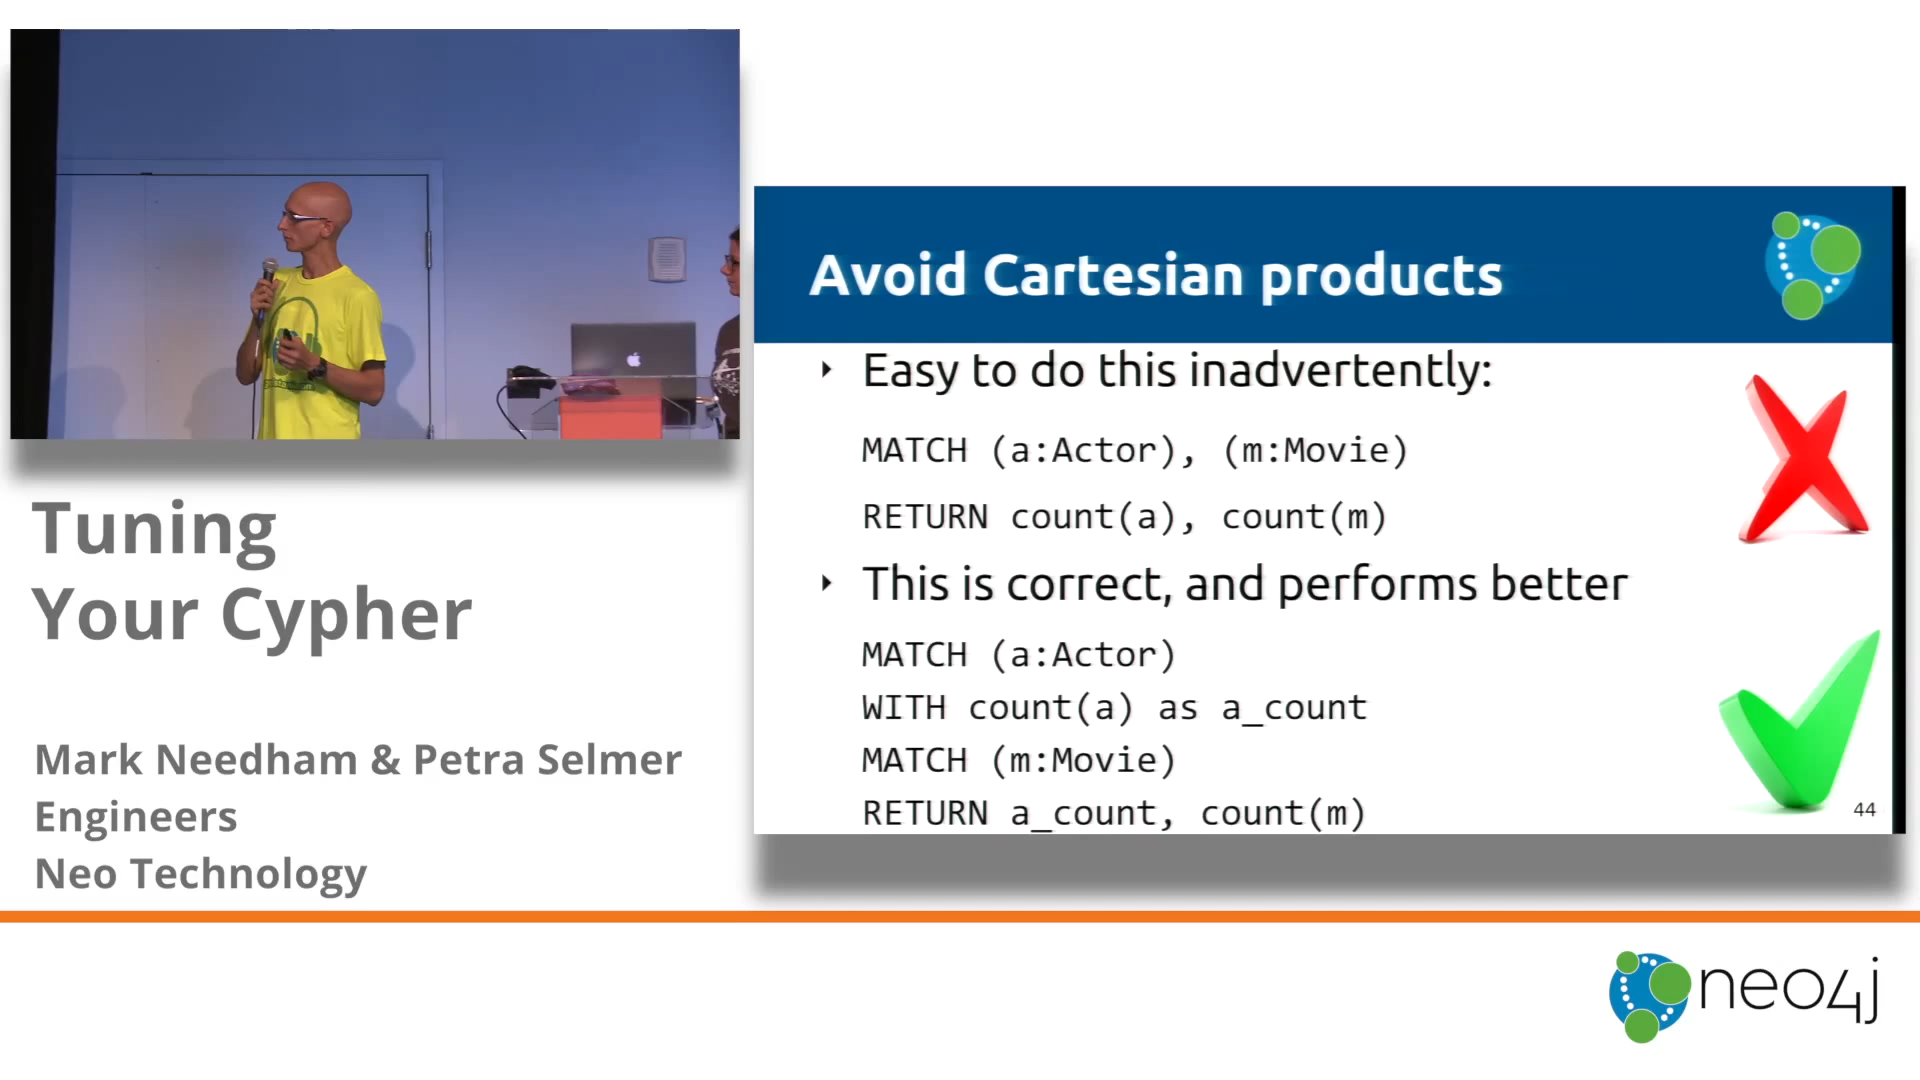 Avoid Cartesian products
Easy to do this inadvertently:
MATCH (a:Actor), (m:Movie)
RETURN count(a), count(m)
This is correct, and performs better
MATCH (a:Actor)
WITH count(a) as a_count
MATCH (m:Movie)
RETURN a_count, count(m)
44
Tuning
Your Cypher
Mark Needham & Petra Selmer
Engineers
Neo Technology
neo4j